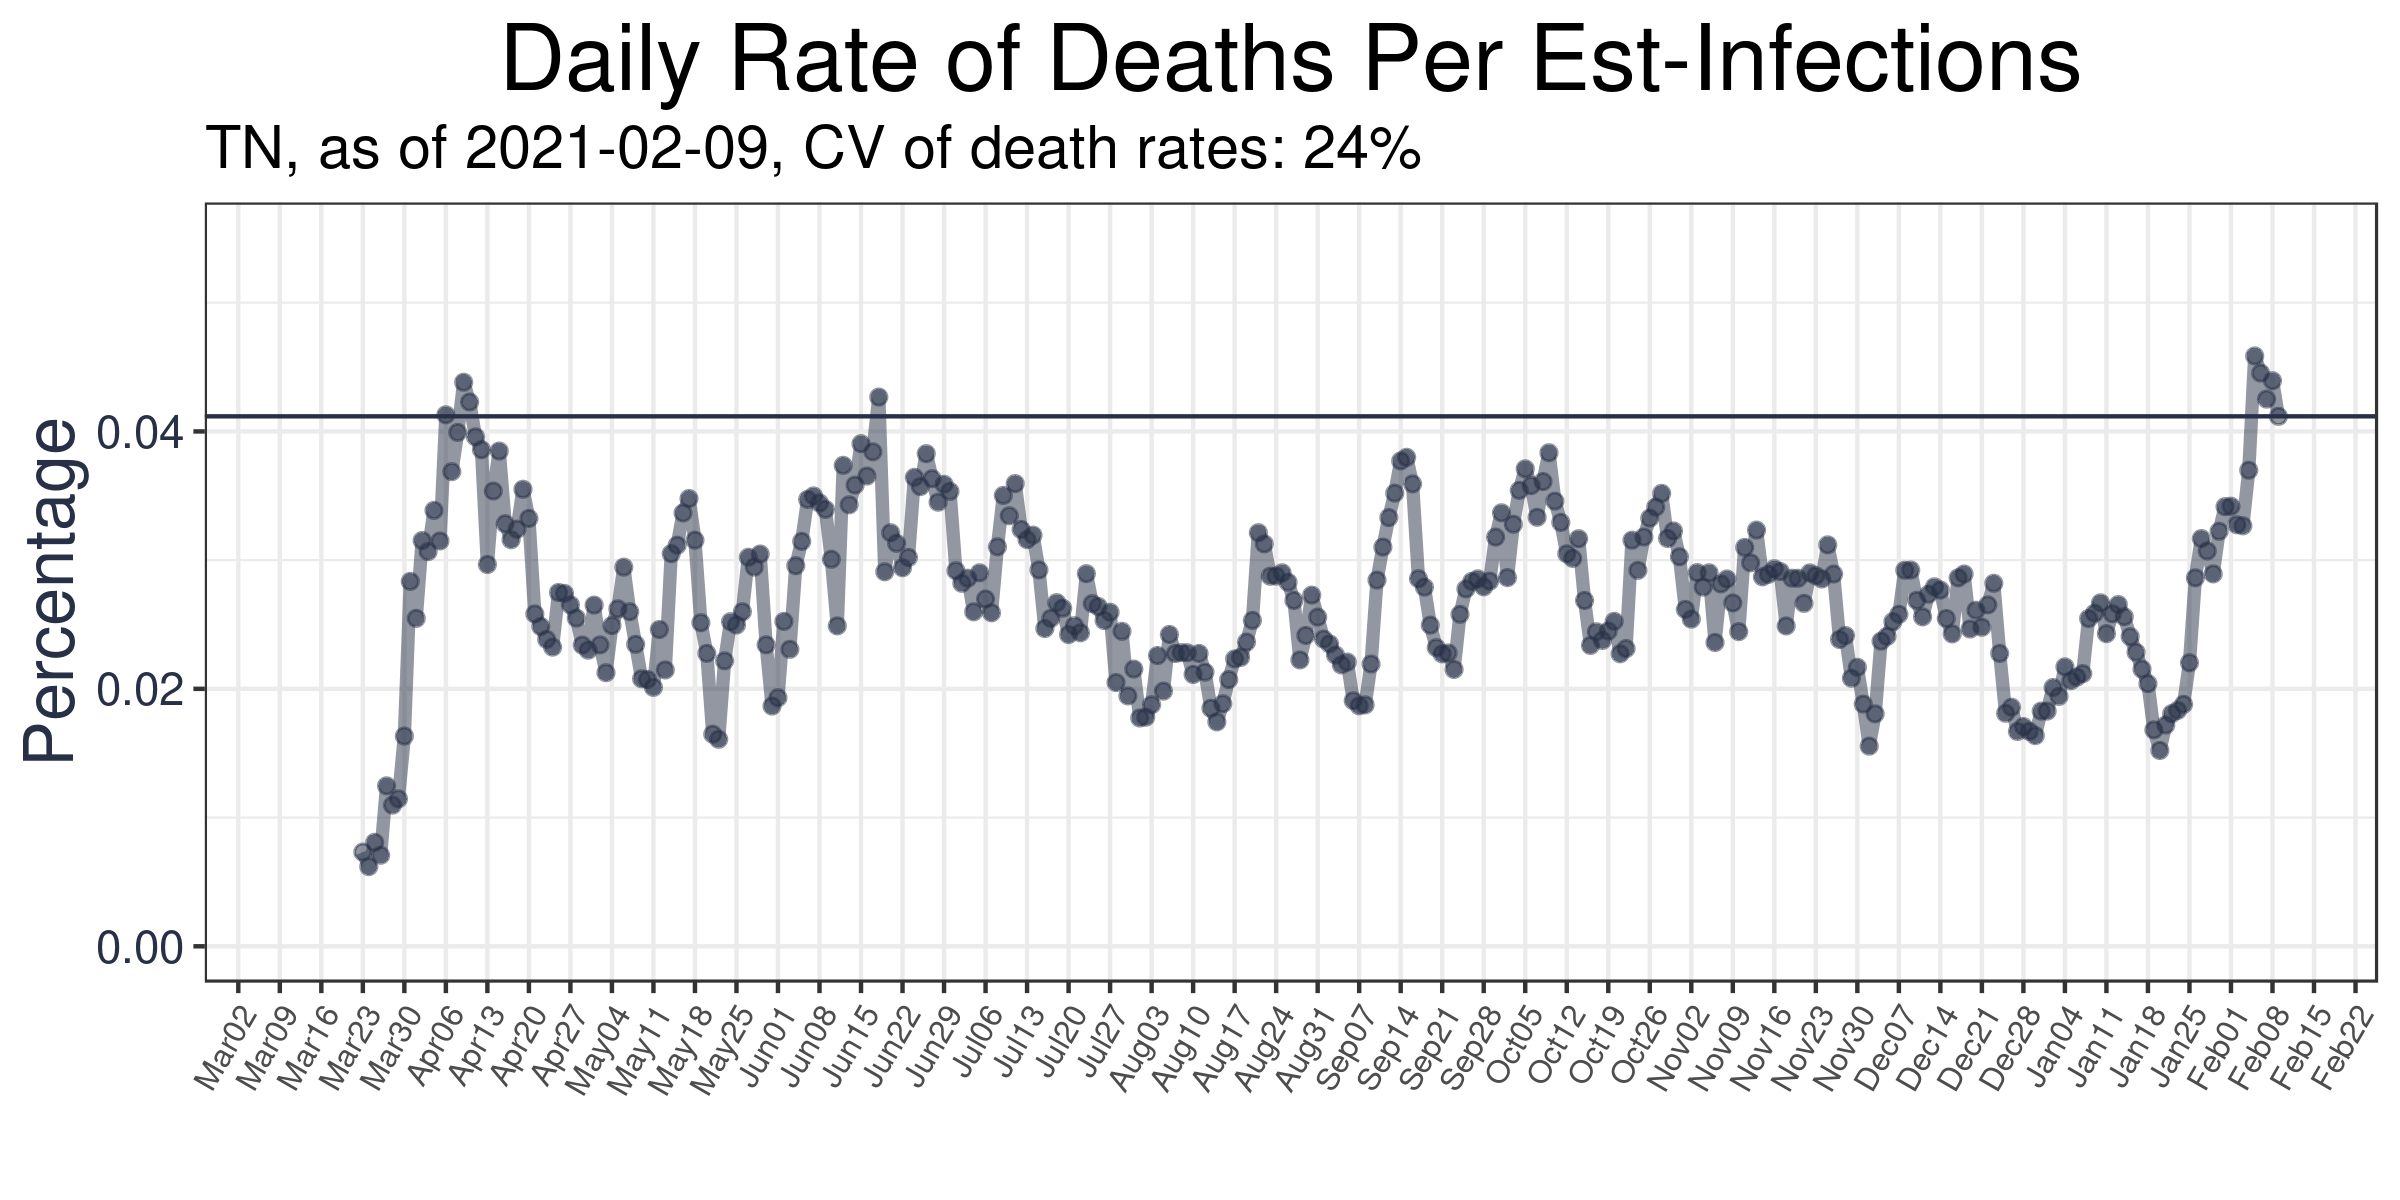 Daily Rate of Deaths Per Est-Infections
TN, as of 2021-02-09, CV of death rates: 24%
Percentage
0.04
0.02
0.00
Mar02
Mar09
Mar16
Mar23
Mar30
Apr06
Apr13
Apr20
Apr27
May04
May11
May18
May25
Jun01
Jun08
Jun15
Jun22
Jun29
Jul06
Jul13
Jul20
Jul27
Aug03
Aug10
Aug17
Aug24
Aug31
Sep07
Sep14
Sep21
Sep28
Oct05
Oct12
Oct19
Oct26
Nov02
Nov09
Nov16
Nov23
Nov30
Dec07
Dec14
Dec21
Dec28
Jan04
Jan11
Jan18
Jan25
Feb01
Feb08
Feb15
Feb22